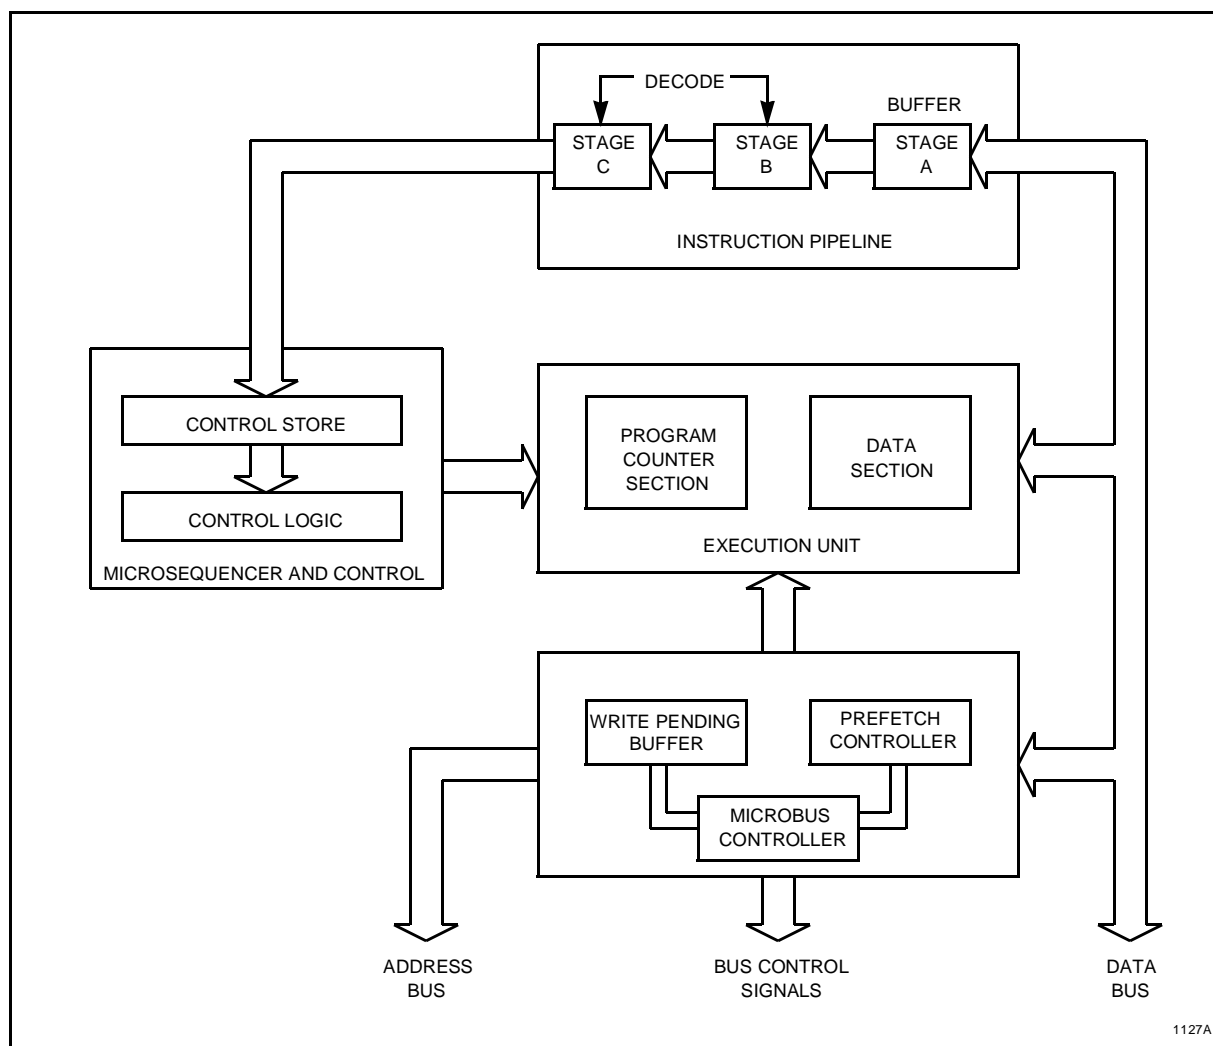 DECODE
BUFFER
STAGE
C
STAGE
B
STAGE
A
INSTRUCTION PIPELINE
CONTROL STORE
CONTROL LOGIC
MICROSEQUENCER AND CONTROL
PROGRAM
COUNTER
SECTION
DATA
SECTION
EXECUTION UNIT
WRITE PENDING
BUFFER
PREFETCH
CONTROLLER
MICROBUS
CONTROLLER
ADDRESS
BUS
BUS CONTROL
SIGNALS
DATA
BUS
1127A